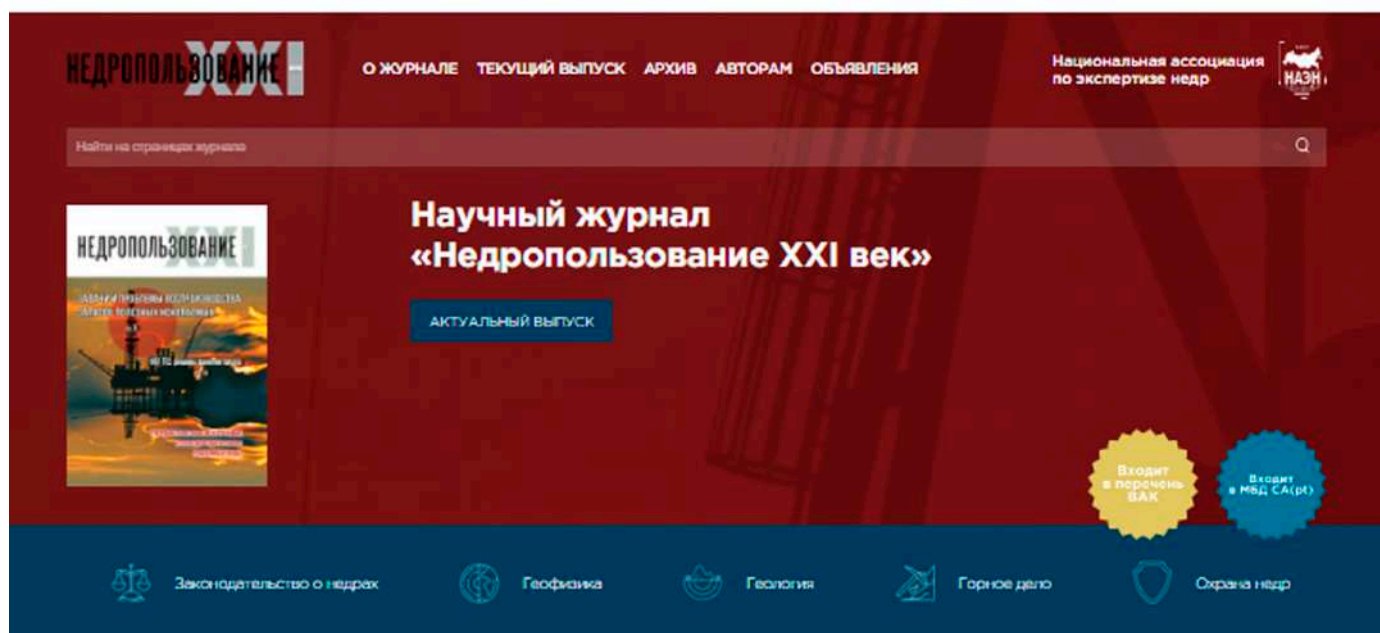 НЕДРОПОЛЬЗОВАНИЕ XXI
О ЖУРНАЛЕ ТЕКУЩИЙ ВЫПУСК АРХИВ АВТОРАМ ОБЪЯВЛЕНИЯ
Национальная ассоциация
по экспертизе недр
НАЭН
Найти на страницах журнала
Научный журнал
«Недропользование XXI век»
АКТУАЛЬНЫЙ ВЫПУСК
НЕДРОПОЛЬЗОВАНИЕ XXI
Входит
в перечень
ВАК
Входит
в МБД CA(pt)
Законодательство о недрах
Геофизика
Геология
Горное дело
Охрана недр